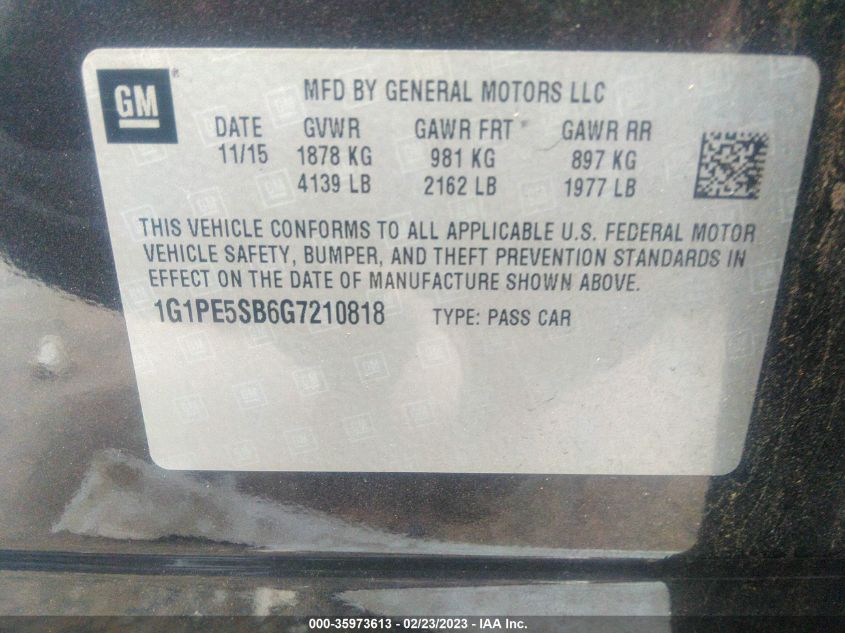 GM
MFD BY GENERAL MOTORS LLC
DATE GVWR GAWR FRT GAWR RR
11/15 1878 KG 981 KG 897 KG
4139 LB 2162 LB 1977 LB
THIS VEHICLE CONFORMS TO ALL APPLICABLE U.S. FEDERAL MOTOR
VEHICLE SAFETY, BUMPER, AND THEFT PREVENTION STANDARDS IN
EFFECT ON THE DATE OF MANUFACTURE SHOWN ABOVE.
1G1PE5SB6G7210818 TYPE: PASS CAR
000-35973613 - 02/23/2023 - IAA Inc.